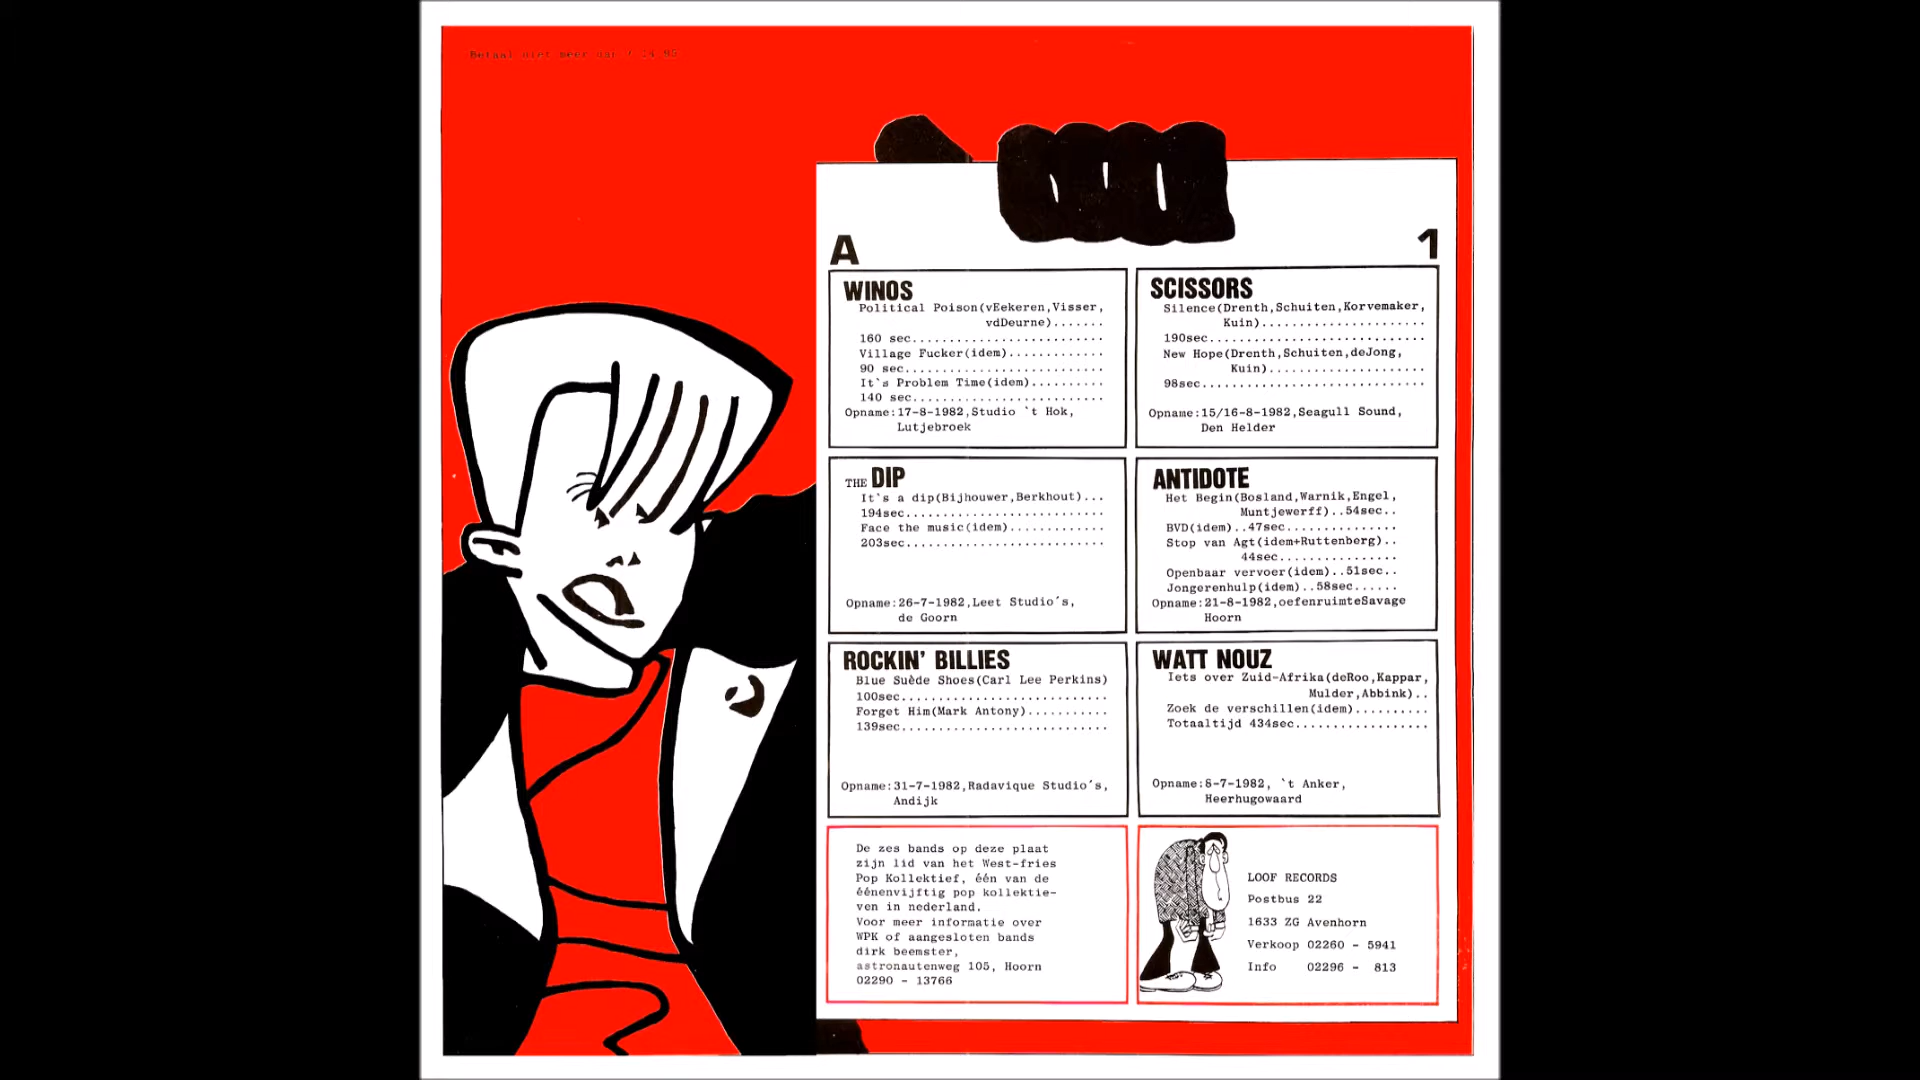 Betaal niet meer dan f 14,95
A
1
WINOS
Political Poison(vEekeren,Visser,
vdDeurne).......
160 sec..........................
Village Fucker(idem).............
90 sec...........................
It`s Problem Time(idem)..........
140 sec..........................
Opname:17-8-1982,Studio `t Hok,
Lutjebroek
SCISSORS
Silence(Drenth,Schuiten,Korvemaker,
Kuin)......................
190sec.............................
New Hope(Drenth,Schuiten,deJong,
Kuin).....................
98sec..............................
Opname:15/16-8-1982,Seagull Sound,
Den Helder
THE DIP
It`s a dip(Bijhouwer,Berkhout)...
194sec...........................
Face the music(idem).............
203sec...........................
Opname:26-7-1982,Leet Studio´s,
de Goorn
ANTIDOTE
Het Begin(Bosland,Warnik,Engel,
Muntjewerff)..54sec..
BVD(idem)..47sec...............
Stop van Agt(idem+Ruttenberg)..
44sec................
Openbaar vervoer(idem)..51sec..
Jongerenhulp(idem)..58sec......
Opname:21-8-1982,oefenruimteSavage
Hoorn
ROCKIN' BILLIES
Blue Suède Shoes(Carl Lee Perkins)
100sec............................
Forget Him(Mark Antony)...........
139sec............................
Opname:31-7-1982,Radavique Studio´s,
Andijk
WATT NOUZ
Iets over Zuid-Afrika(deRoo,Kappar,
Mulder,Abbink)..
Zoek de verschillen(idem)..........
Totaaltijd 434sec..................
Opname:8-7-1982, `t Anker,
Heerhugowaard
De zes bands op deze plaat
zijn lid van het West-fries
Pop Kollektief, één van de
éénenvijftig pop kollektie-
ven in nederland.
Voor meer informatie over
WPK of aangesloten bands
dirk beemster,
astronautenweg 105, Hoorn
02290 - 13766
LOOF RECORDS
Postbus 22
1633 ZG Avenhorn
Verkoop 02260 - 5941
Info 02296 - 813